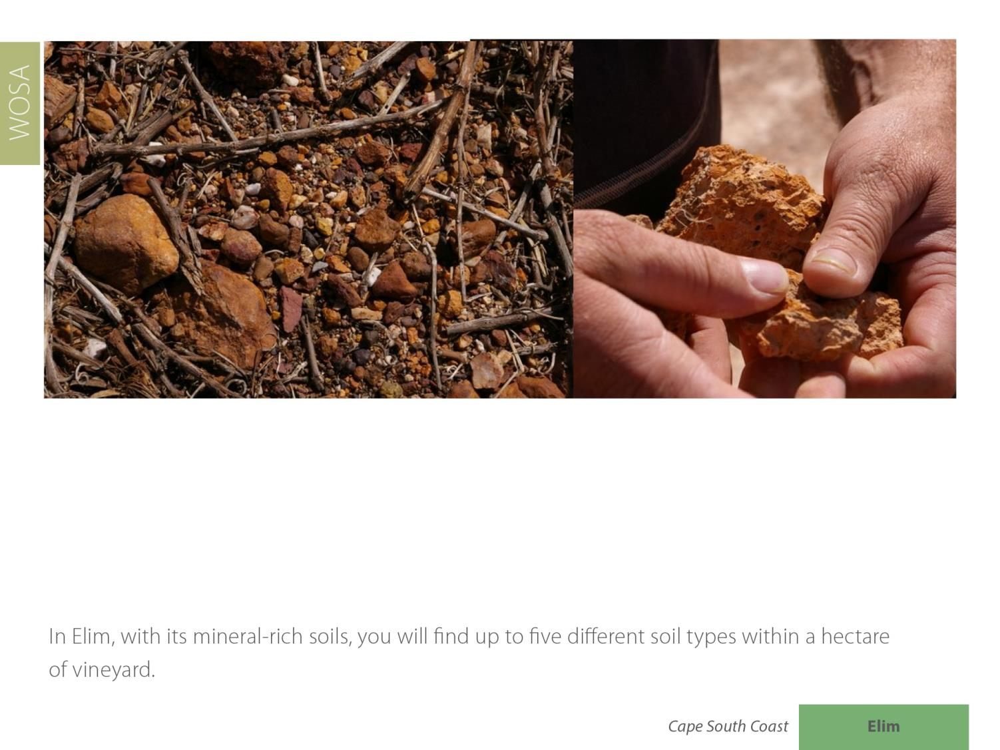 WOSA
In Elim, with its mineral-rich soils, you will find up to five different soil types within a hectare
of vineyard.
Cape South Coast
Elim